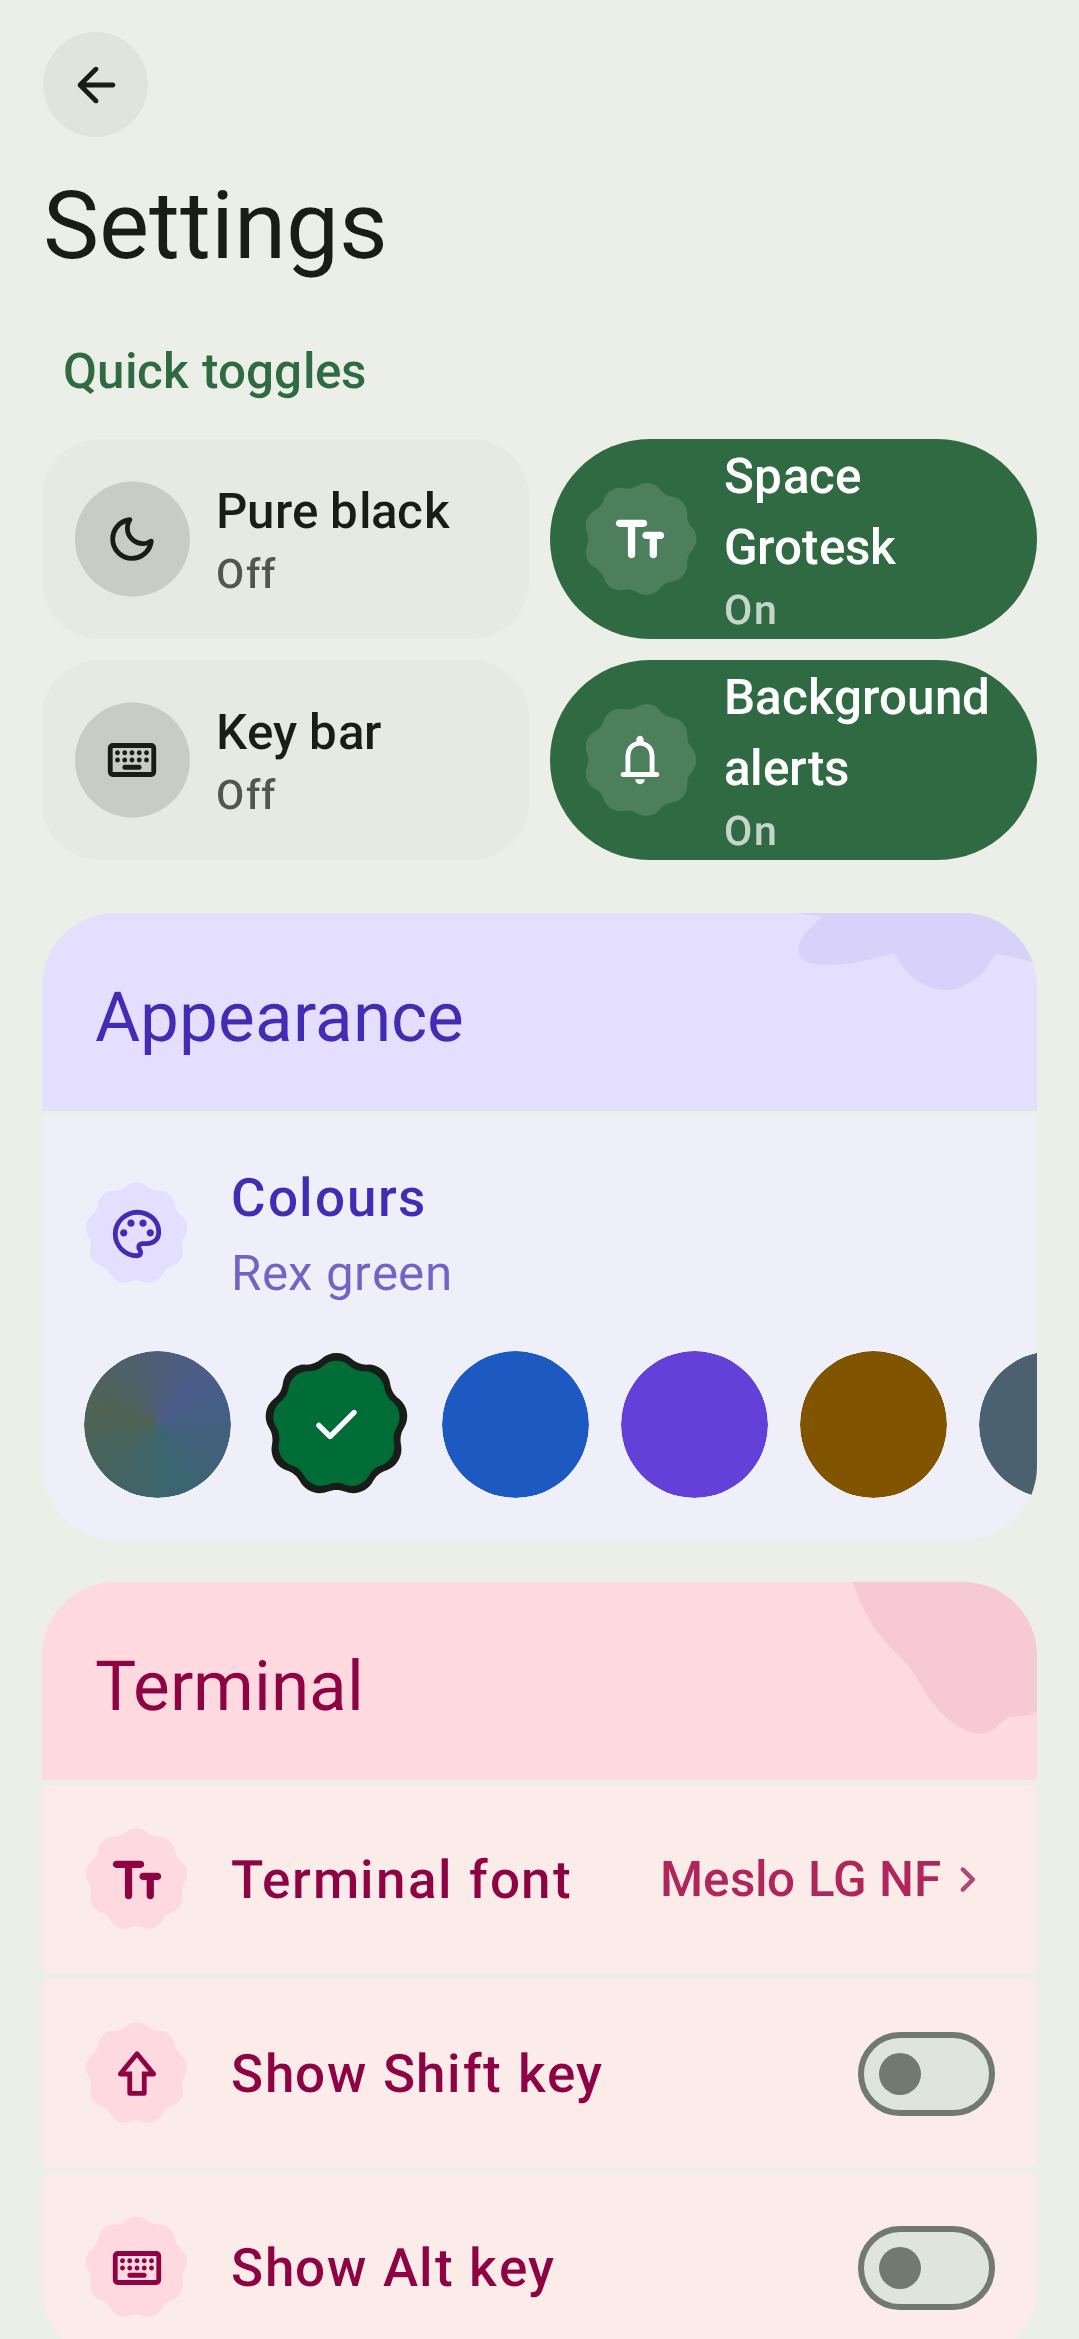 Settings
Quick toggles
Pure black
Off
Space
Grotesk
On
Key bar
Off
Background
alerts
On
Appearance
Colours
Rex green
Terminal
Terminal font
Meslo LG NF
Show Shift key
Show Alt key